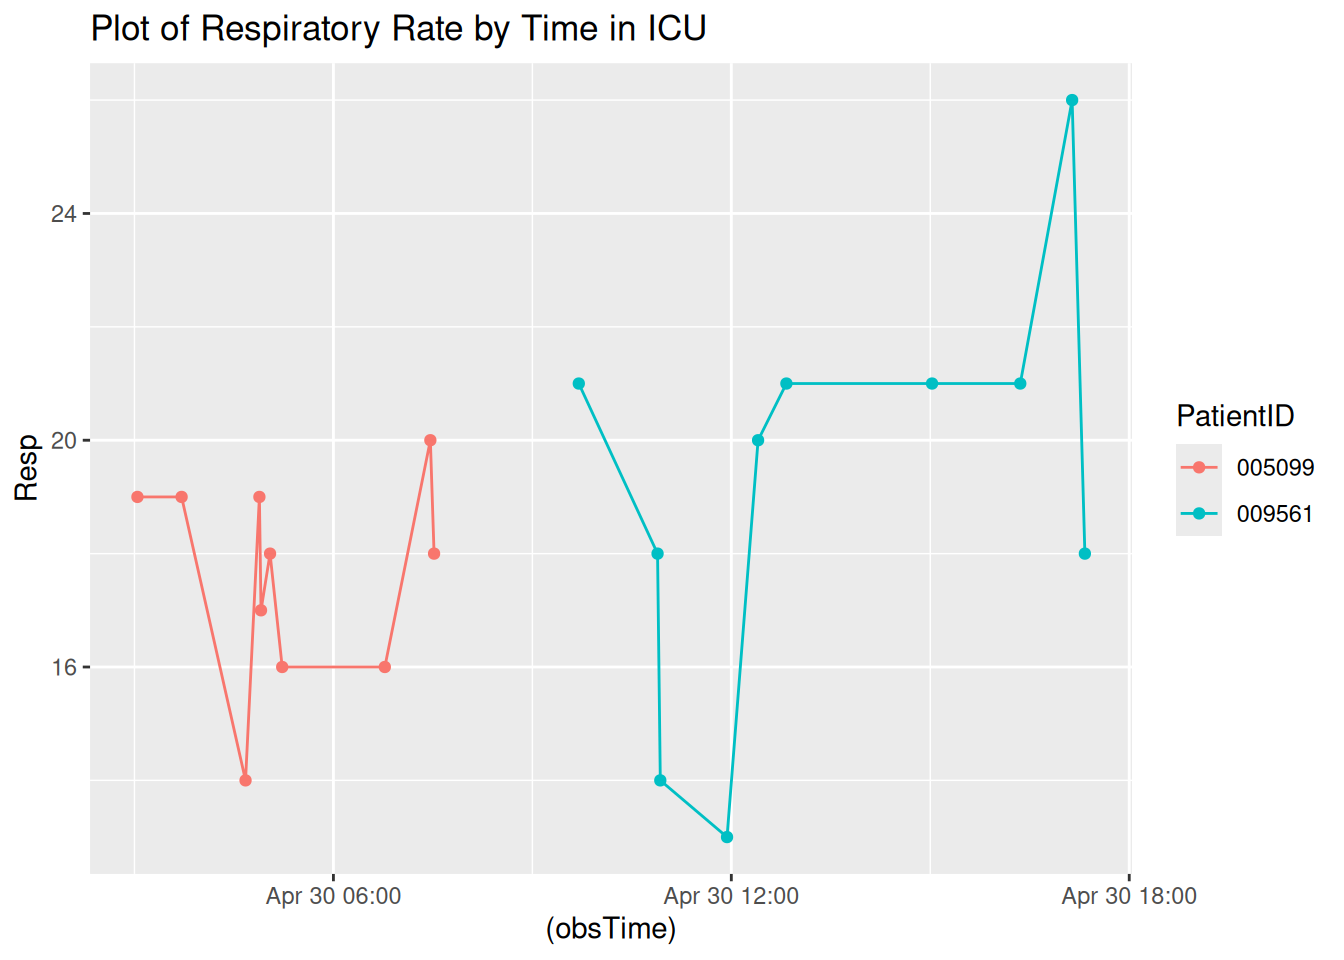 Plot of Respiratory Rate by Time in ICU
Resp
24
20
16
Apr 30 06:00
Apr 30 12:00
Apr 30 18:00
(obsTime)
PatientID
005099
009561